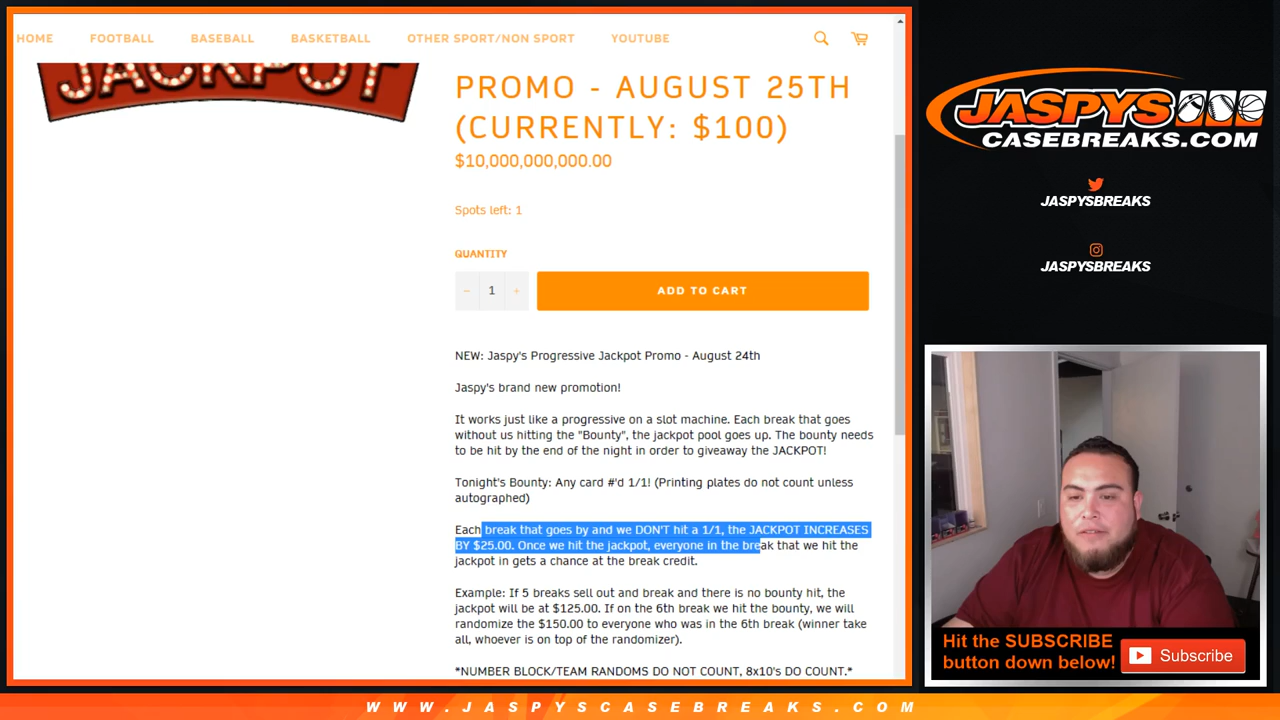 HOME FOOTBALL BASEBALL BASKETBALL OTHER SPORT/NON SPORT YOUTUBE
JACKPOT
PROMO - AUGUST 25TH
(CURRENTLY: $100)
$10,000,000,000.00
Spots left: 1
QUANTITY
− 1 + ADD TO CART
NEW: Jaspy's Progressive Jackpot Promo - August 24th
Jaspy's brand new promotion!
It works just like a progressive on a slot machine. Each break that goes
without us hitting the "Bounty", the jackpot pool goes up. The bounty needs
to be hit by the end of the night in order to giveaway the JACKPOT!
Tonight's Bounty: Any card #'d 1/1! (Printing plates do not count unless
autographed)
Each break that goes by and we DON'T hit a 1/1, the JACKPOT INCREASES
BY $25.00. Once we hit the jackpot, everyone in the break that we hit the
jackpot in gets a chance at the break credit.
Example: If 5 breaks sell out and break and there is no bounty hit, the
jackpot will be at $125.00. If on the 6th break we hit the bounty, we will
randomize the $150.00 to everyone who was in the 6th break (winner take
all, whoever is on top of the randomizer).
*NUMBER BLOCK/TEAM RANDOMS DO NOT COUNT, 8x10's DO COUNT.*
JASPYS
CASEBREAKS.COM
JASPYSBREAKS
JASPYSBREAKS
Hit the SUBSCRIBE
button down below!
Subscribe
WWW.JASPYSCASEBREAKS.COM